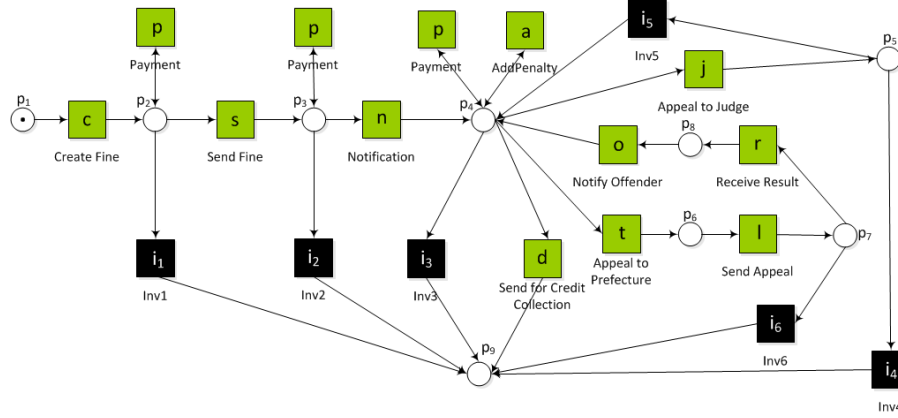 p
p
p
a
i5
Payment
Payment
Payment
AddPenalty
Inv5
p5
j
Appeal to Judge
p1
p2
p3
p4
c
s
n
p8
o
r
Create Fine
Send Fine
Notification
Notify Offender
Receive Result
p6
p7
t
l
i1
i2
i3
d
Appeal to
Prefecture
Send Appeal
Inv1
Inv2
Inv3
Send for Credit
Collection
i6
Inv6
p9
i4
Inv4